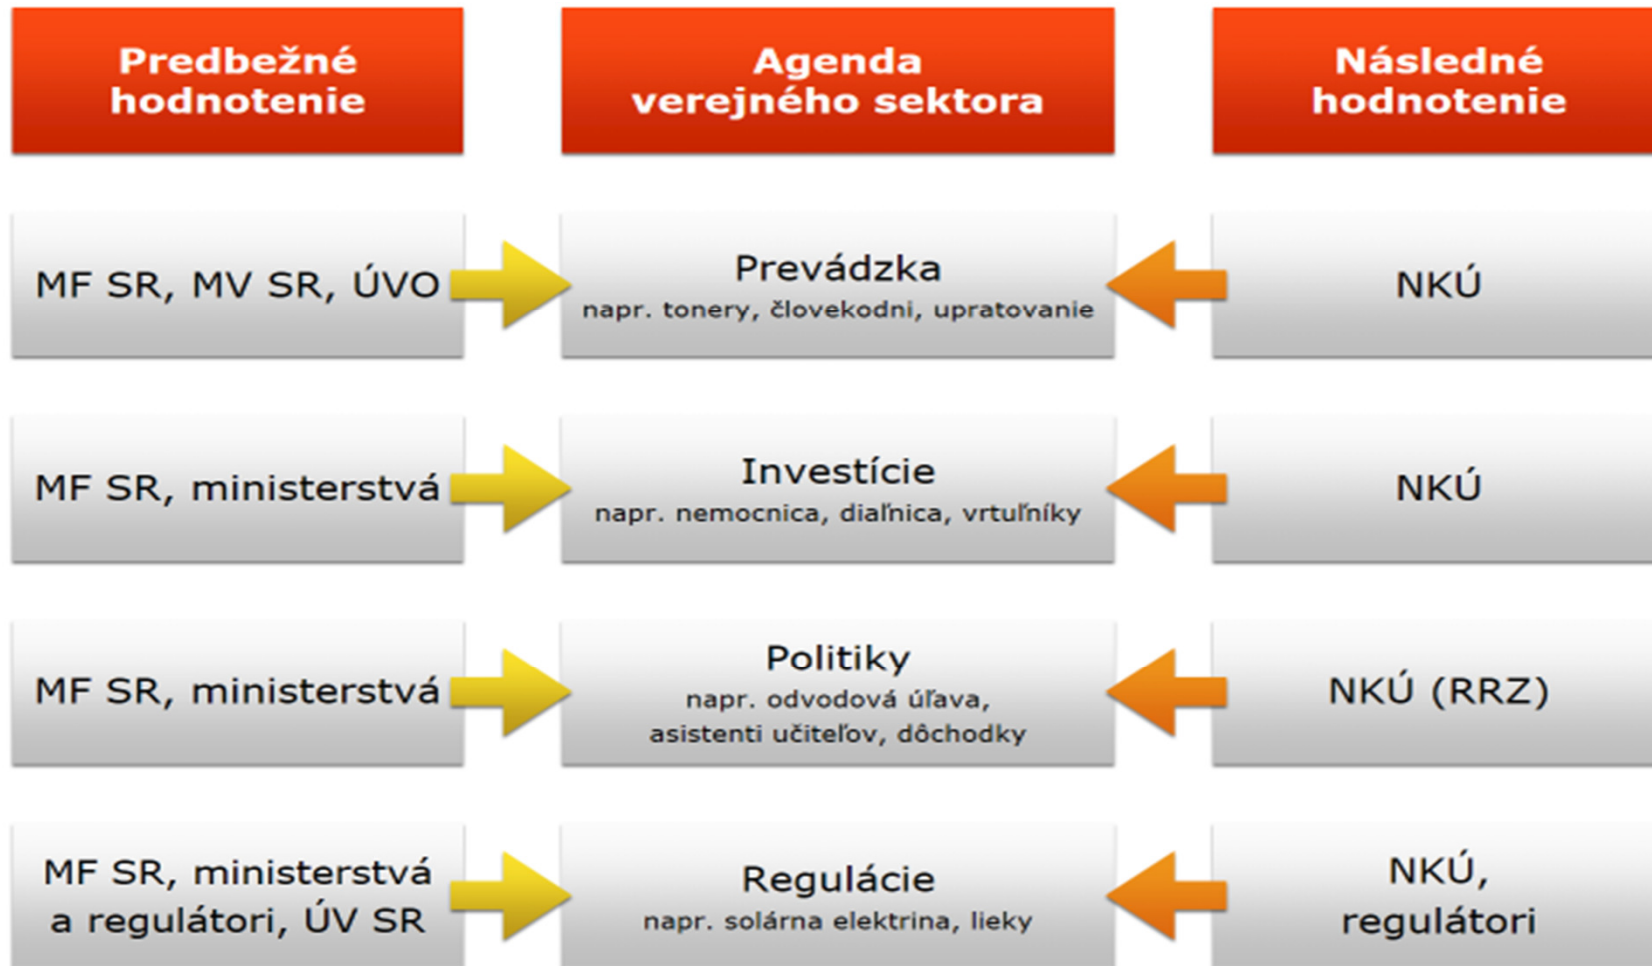 Predbežné
hodnotenie
Agenda
verejného sektora
Následné
hodnotenie
MF SR, MV SR, ÚVO
Prevádzka
napr. tonery, človekodni, upratovanie
NKÚ
MF SR, ministerstvá
Investície
napr. nemocnica, diaľnica, vrtuľníky
NKÚ
MF SR, ministerstvá
Politiky
napr. odvodová úľava,
asistenti učiteľov, dôchodky
NKÚ (RRZ)
MF SR, ministerstvá
a regulátori, ÚV SR
Regulácie
napr. solárna elektrina, lieky
NKÚ,
regulátori